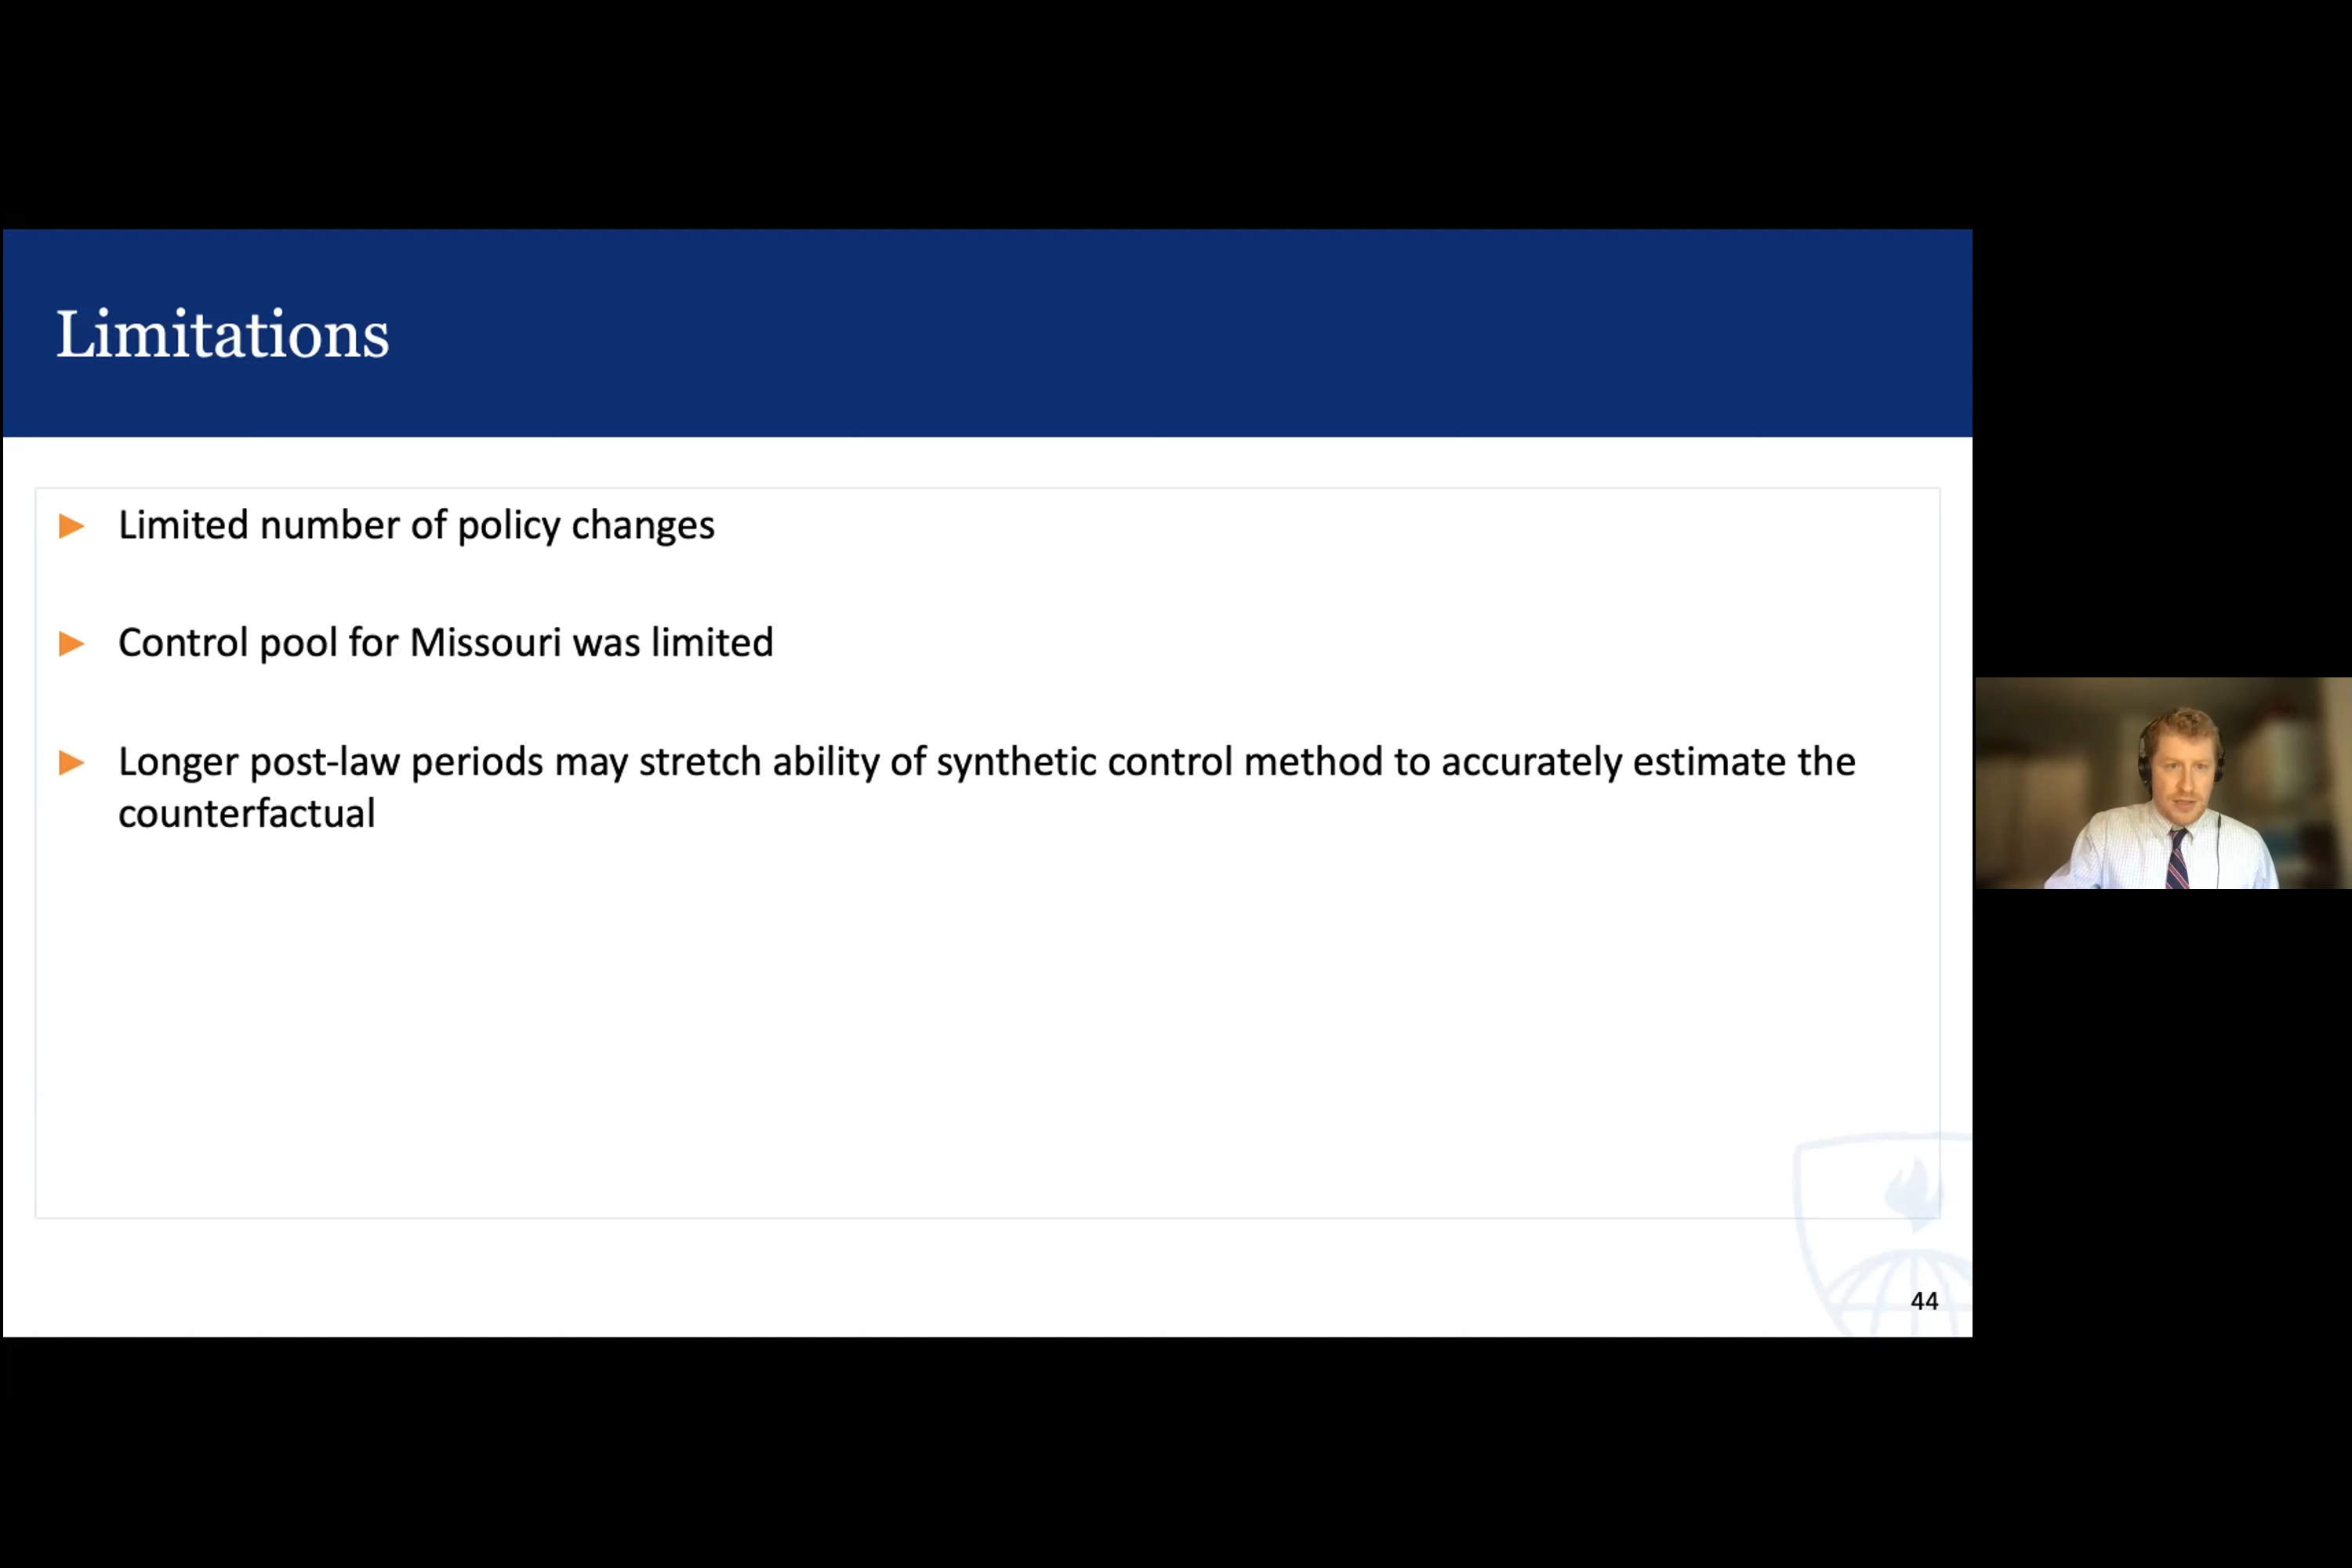 Limitations
Limited number of policy changes
Control pool for Missouri was limited
Longer post-law periods may stretch ability of synthetic control method to accurately estimate the
counterfactual
44